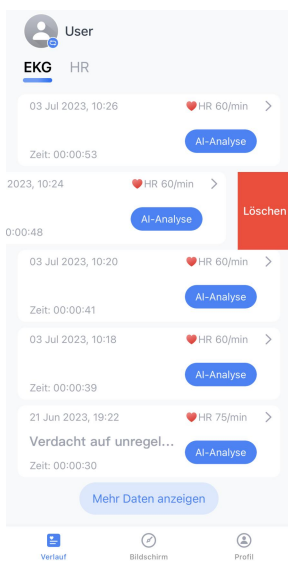 User
EKG HR
03 Jul 2023, 10:26 HR 60/min
AI-Analyse
Zeit: 00:00:53
2023, 10:24 HR 60/min
AI-Analyse
Löschen
0:00:48
03 Jul 2023, 10:20 HR 60/min
AI-Analyse
Zeit: 00:00:41
03 Jul 2023, 10:18 HR 60/min
AI-Analyse
Zeit: 00:00:39
21 Jun 2023, 19:22 HR 75/min
Verdacht auf unregel...
AI-Analyse
Zeit: 00:00:30
Mehr Daten anzeigen
Verlauf Bildschirm Profil